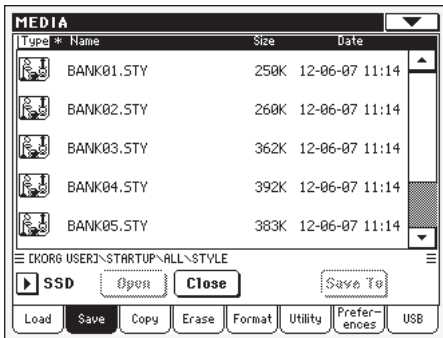 MEDIA
Type * Name Size Date
BANK01.STY 250K 12-06-07 11:14
BANK02.STY 260K 12-06-07 11:14
BANK03.STY 362K 12-06-07 11:14
BANK04.STY 392K 12-06-07 11:14
BANK05.STY 383K 12-06-07 11:14
[KORG USER]\STARTUP\ALL\STYLE
SSD Open Close Save To
Load Save Copy Erase Format Utility Prefer-ences USB